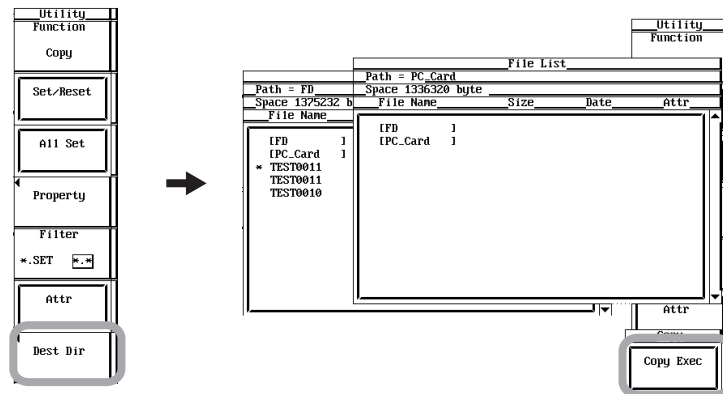 Utility
Function
Copy
Set/Reset
All Set
Property
Filter
*.SET *.*
Attr
Dest Dir
Path = FD
Space 1375232 b
File Name
[FD ]
[PC_Card ]
* TEST0011
TEST0011
TEST0010
File List
Path = PC_Card
Space 1336320 byte
File Name Size Date Attr
[FD ]
[PC_Card ]
Utility
Function
Attr
Copy Exec